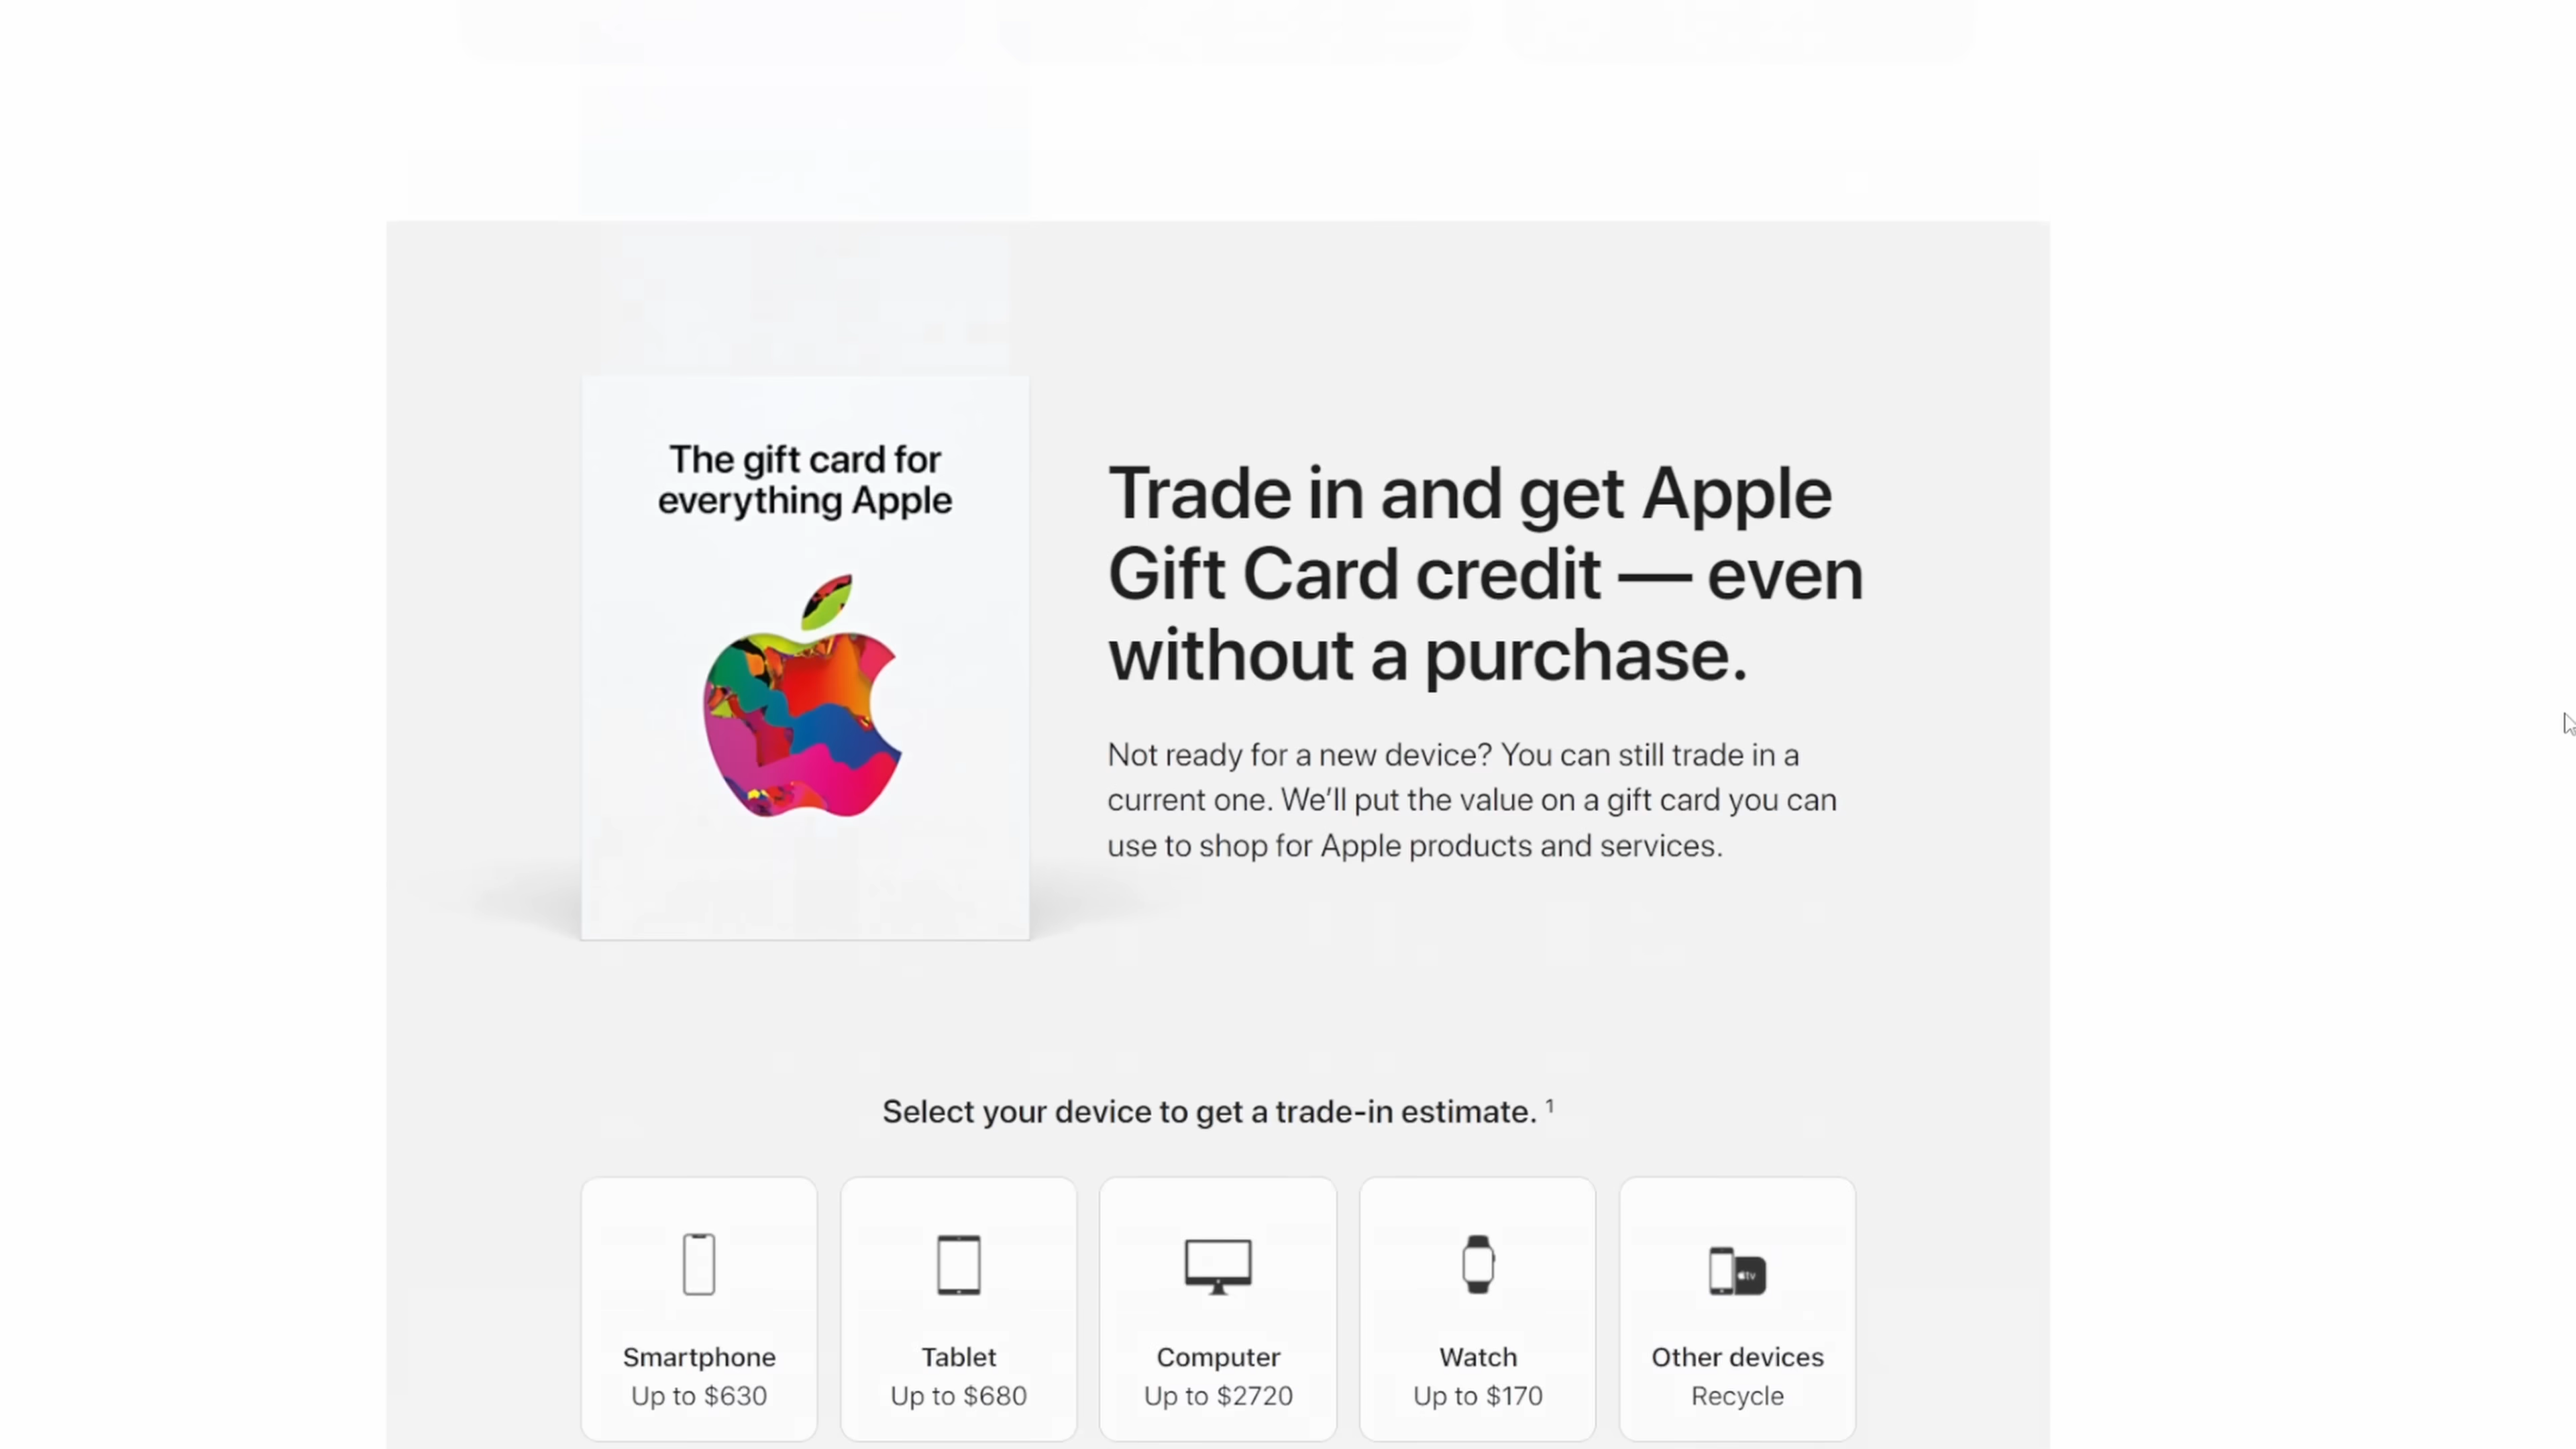 The gift card for
everything Apple
Trade in and get Apple
Gift Card credit — even
without a purchase.
Not ready for a new device? You can still trade in a
current one. We’ll put the value on a gift card you can
use to shop for Apple products and services.
Select your device to get a trade-in estimate. 1
Smartphone
Up to $630
Tablet
Up to $680
Computer
Up to $2720
Watch
Up to $170
tv
Other devices
Recycle